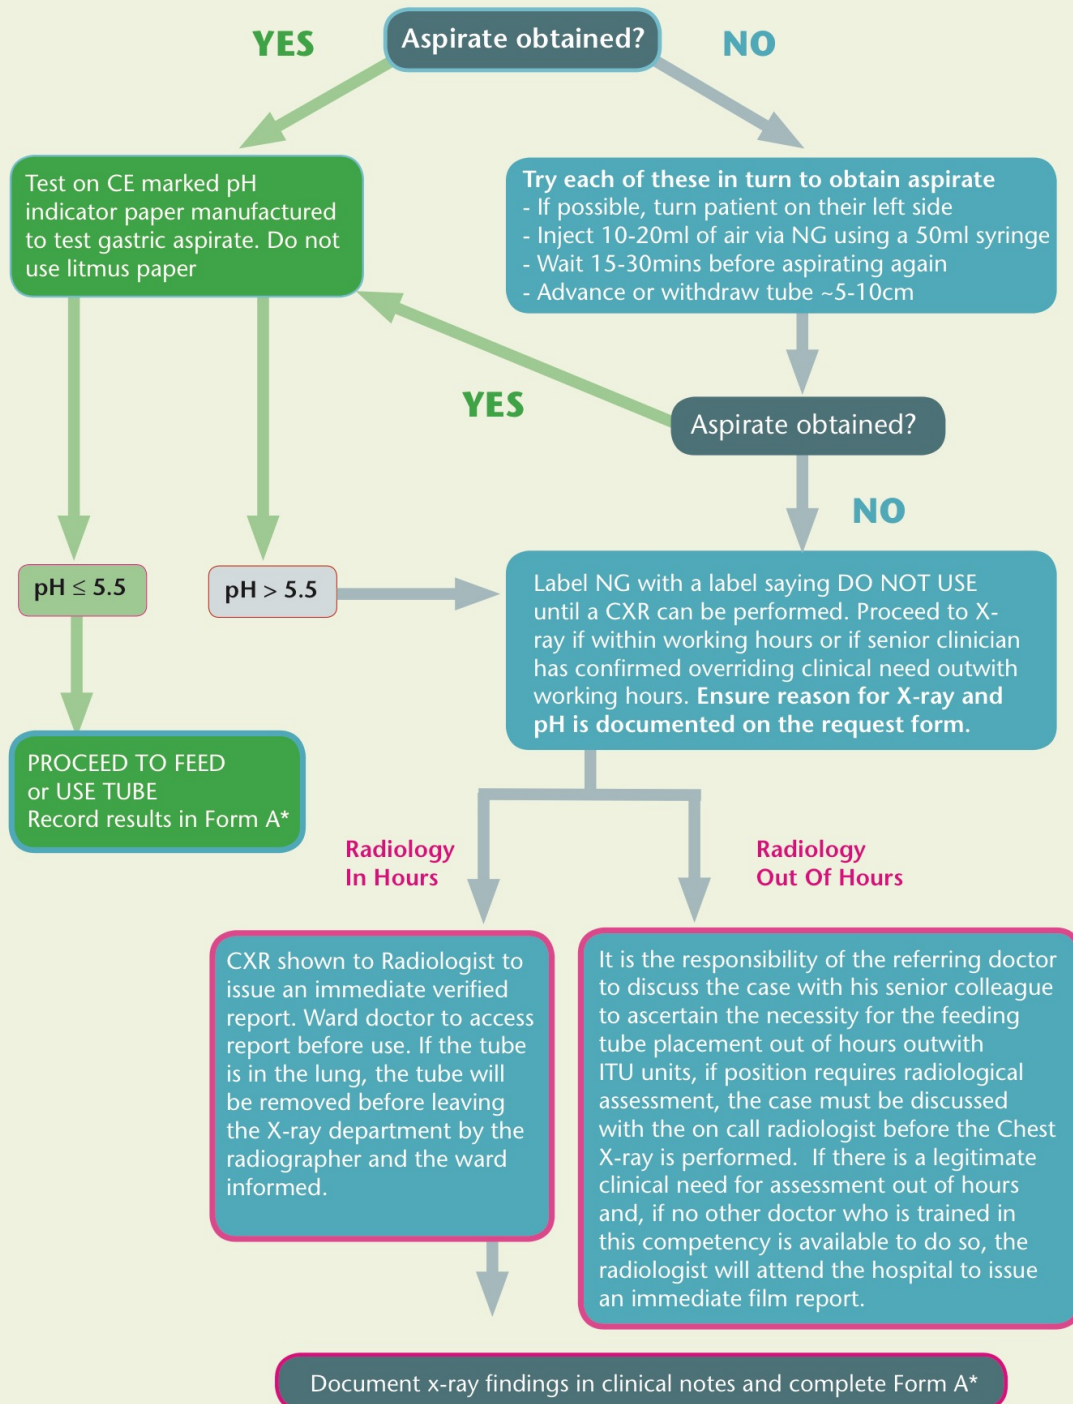 Aspirate obtained?
YES
NO
Test on CE marked pH
indicator paper manufactured
to test gastric aspirate. Do not
use litmus paper
Try each of these in turn to obtain aspirate
- If possible, turn patient on their left side
- Inject 10-20ml of air via NG using a 50ml syringe
- Wait 15-30mins before aspirating again
- Advance or withdraw tube ~5-10cm
YES
Aspirate obtained?
NO
pH ≤ 5.5
pH > 5.5
Label NG with a label saying DO NOT USE
until a CXR can be performed. Proceed to X-
ray if within working hours or if senior clinician
has confirmed overriding clinical need outwith
working hours. Ensure reason for X-ray and
pH is documented on the request form.
PROCEED TO FEED
or USE TUBE
Record results in Form A*
Radiology
In Hours
Radiology
Out Of Hours
CXR shown to Radiologist to
issue an immediate verified
report. Ward doctor to access
report before use. If the tube
is in the lung, the tube will
be removed before leaving
the X-ray department by the
radiographer and the ward
informed.
It is the responsibility of the referring doctor
to discuss the case with his senior colleague
to ascertain the necessity for the feeding
tube placement out of hours outwith
ITU units, if position requires radiological
assessment, the case must be discussed
with the on call radiologist before the Chest
X-ray is performed.  If there is a legitimate
clinical need for assessment out of hours
and, if no other doctor who is trained in
this competency is available to do so, the
radiologist will attend the hospital to issue
an immediate film report.
Document x-ray findings in clinical notes and complete Form A*